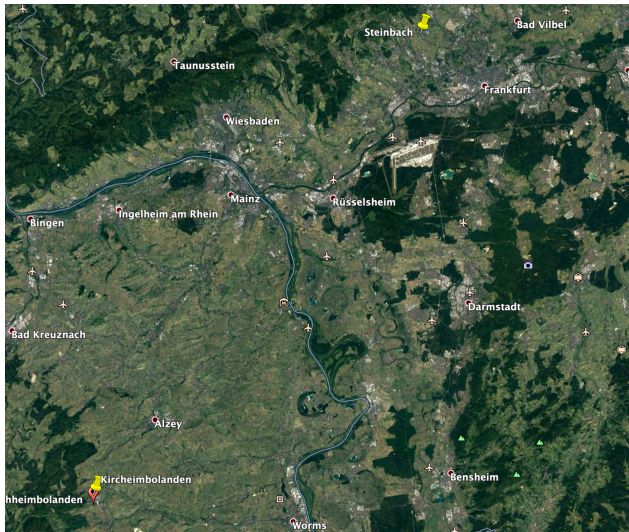 Steinbach
Bad Vilbel
Taunusstein
Frankfurt
Wiesbaden
Mainz
Rüsselsheim
Ingelheim am Rhein
Bingen
Darmstadt
Bad Kreuznach
Alzey
Kircheimbolanden
hheimbolanden
Bensheim
Worms